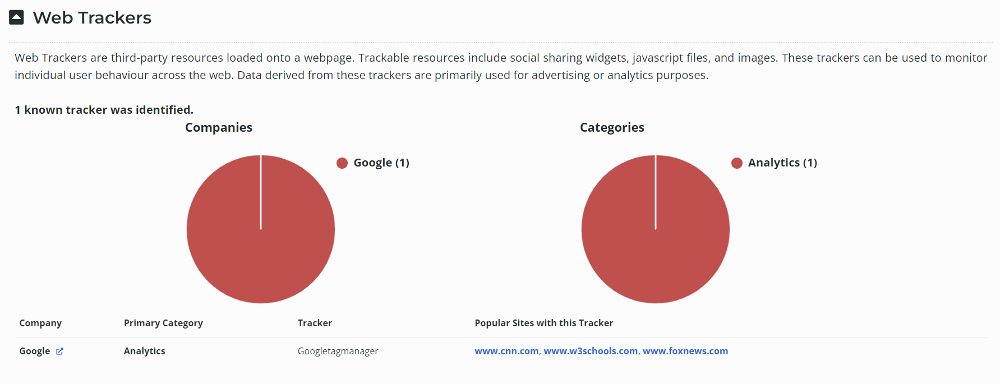 Web Trackers
Web Trackers are third-party resources loaded onto a webpage. Trackable resources include social sharing widgets, javascript files, and images. These trackers can be used to monitor
individual user behaviour across the web. Data derived from these trackers are primarily used for advertising or analytics purposes.
1 known tracker was identified.
Companies
Google (1)
Categories
Analytics (1)
Company Primary Category Tracker Popular Sites with this Tracker
Google Analytics Googletagmanager www.cnn.com, www.w3schools.com, www.foxnews.com